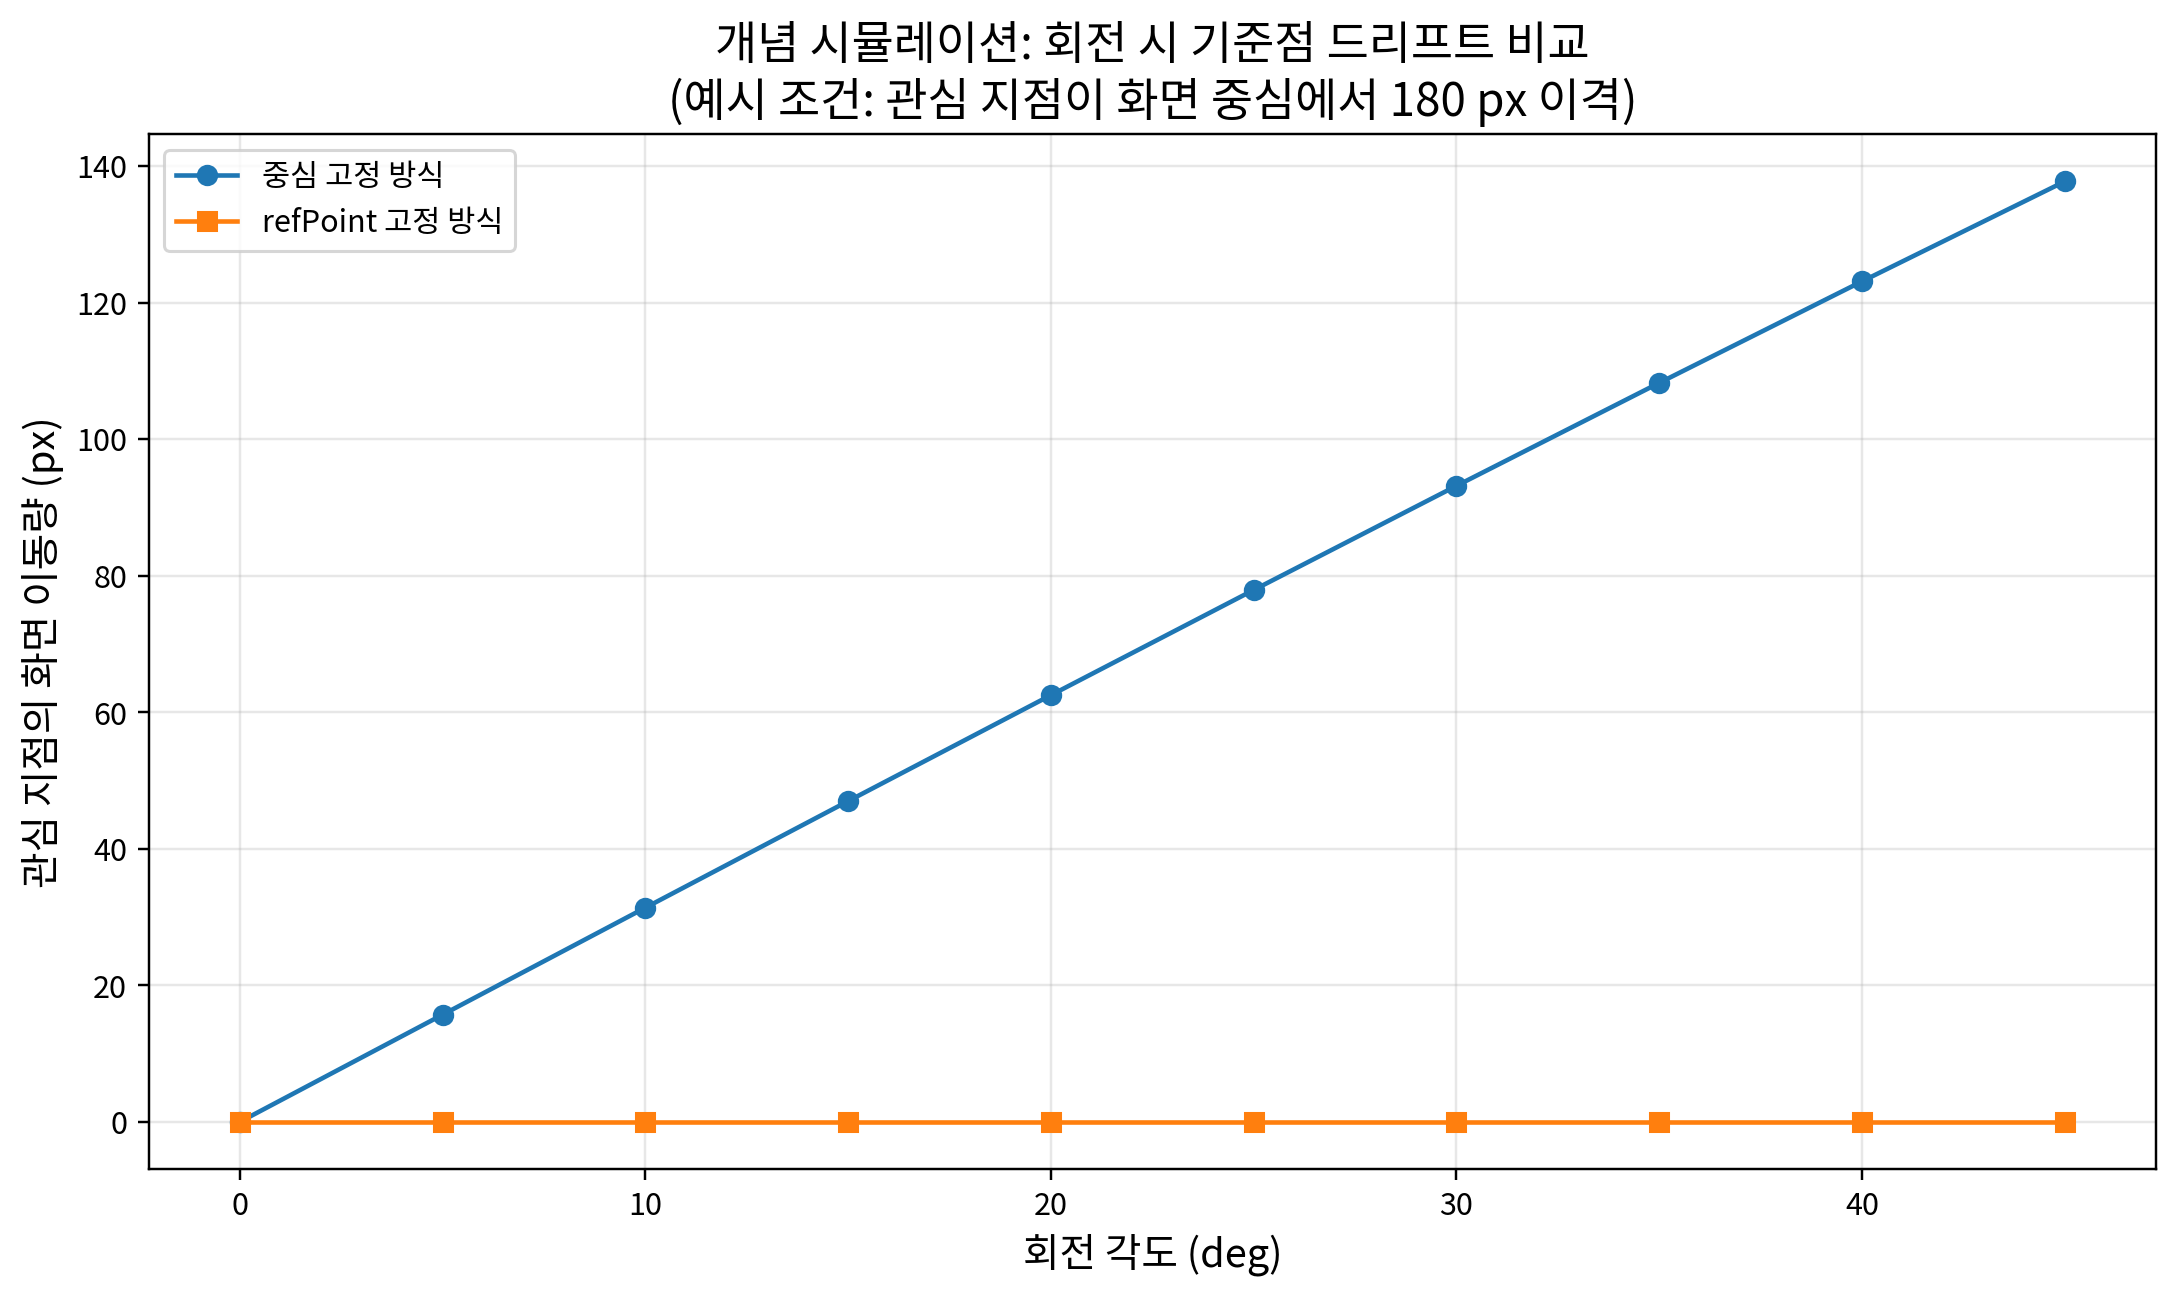 개념 시뮬레이션: 회전 시 기준점 드리프트 비교
(예시 조건: 관심 지점이 화면 중심에서 180 px 이격)
중심 고정 방식
refPoint 고정 방식
관심 지점의 화면 이동량 (px)
140
120
100
80
60
40
20
0
0 10 20 30 40
회전 각도 (deg)